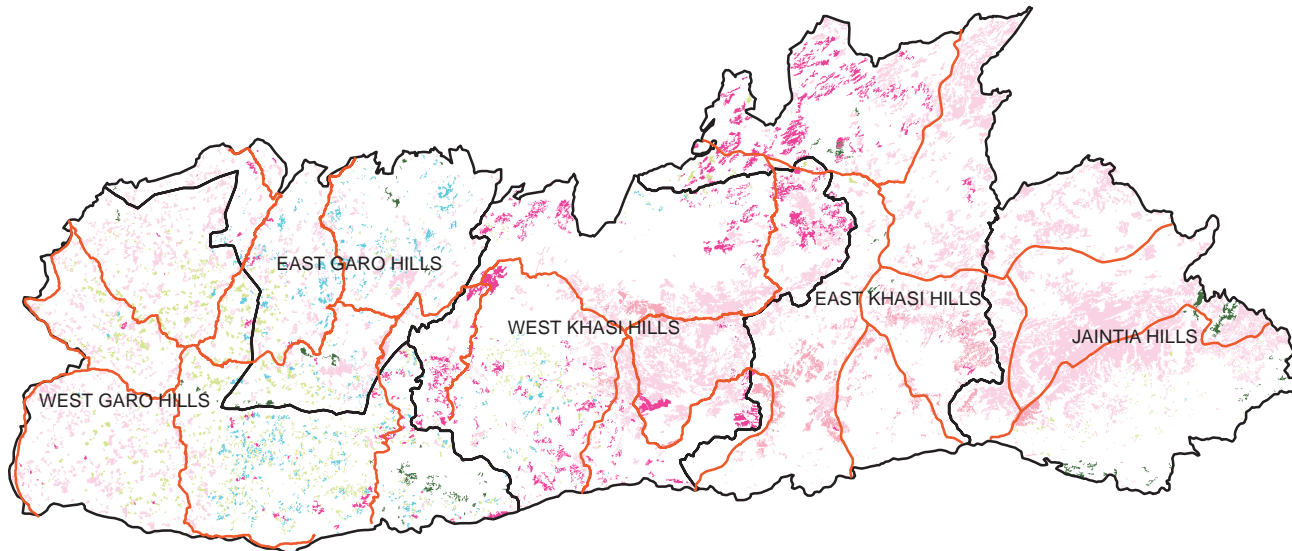 EAST GARO HILLS
EAST KHASI HILLS
WEST KHASI HILLS
JAINTIA HILLS
WEST GARO HILLS